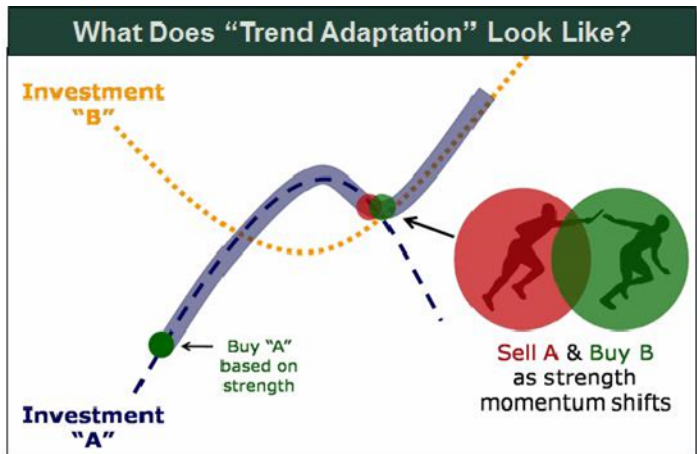 What Does “Trend Adaptation” Look Like?
Investment
“B”
Buy “A”
based on
strength
Investment
“A”
Sell A & Buy B
as strength
momentum shifts